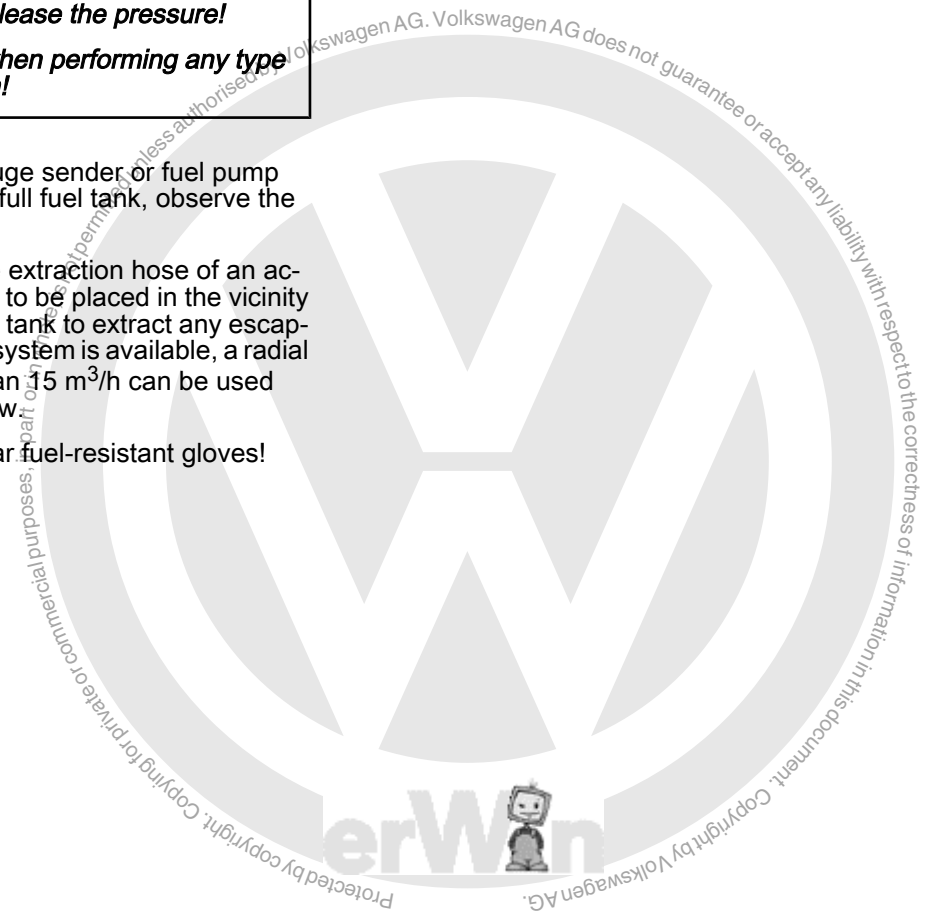 lease the pressure!
hen performing any type
!
uge sender or fuel pump
full fuel tank, observe the
extraction hose of an ac-
to be placed in the vicinity
tank to extract any escap-
system is available, a radial
an 15 m³/h can be used
w.
ar fuel-resistant gloves!
Protected by copyright. Copying for private or commercial purposes, in part or in whole, is not permitted unless authorised by Volkswagen AG. Volkswagen AG does not guarantee or accept any liability with respect to the correctness of information in this document. Copyright by Volkswagen AG.
erWin